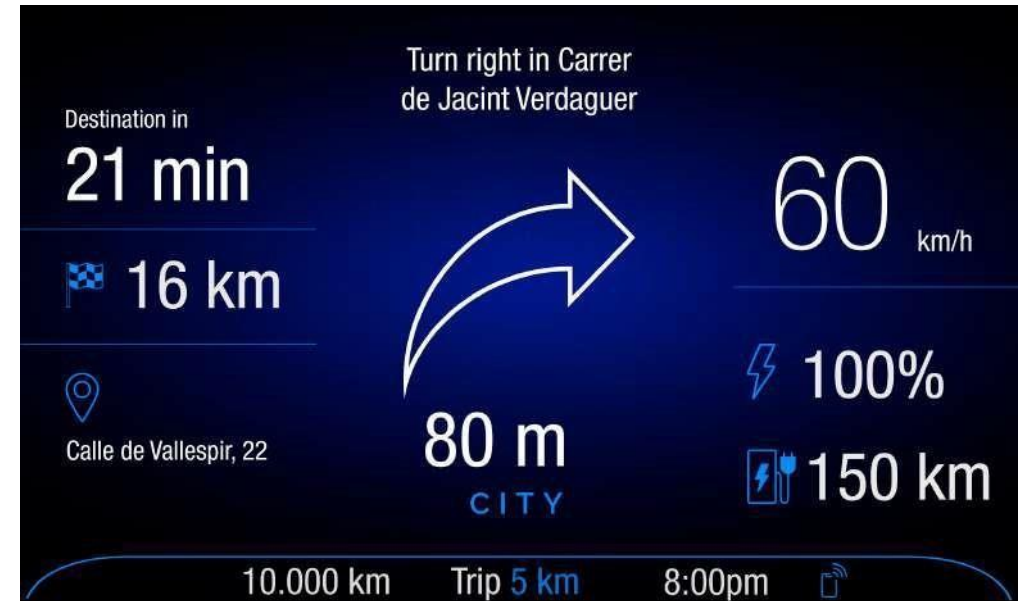 Turn right in Carrer
de Jacint Verdaguer
Destination in
21 min
16 km
Calle de Vallespir, 22
80 m
CITY
60 km/h
100%
150 km
10.000 km Trip 5 km 8:00pm